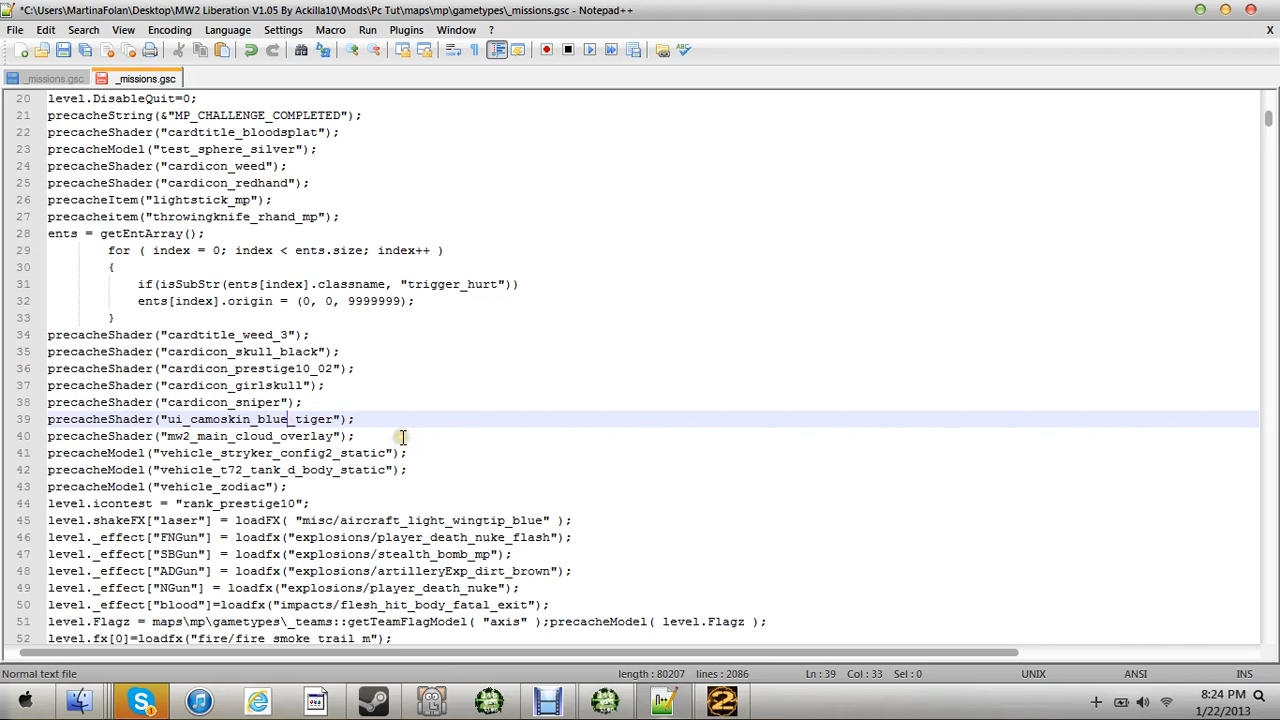 *C:\Users\MartinaFolan\Desktop\MW2 Liberation V1.05 By Ackilla10\Mods\Pc Tut\maps\mp\gametypes\_missions.gsc - Notepad++
File Edit Search View Encoding Language Settings Macro Run Plugins Window ? X
_missions.gsc _missions.gsc
20 level.DisableQuit=0;
21 precacheString(&"MP_CHALLENGE_COMPLETED");
22 precacheShader("cardtitle_bloodsplat");
23 precacheModel("test_sphere_silver");
24 precacheShader("cardicon_weed");
25 precacheShader("cardicon_redhand");
26 precacheItem("lightstick_mp");
27 precacheitem("throwingknife_rhand_mp");
28 ents = getEntArray();
29 for ( index = 0; index < ents.size; index++ )
30 {
31 if(isSubStr(ents[index].classname, "trigger_hurt"))
32 ents[index].origin = (0, 0, 9999999);
33 }
34 precacheShader("cardtitle_weed_3");
35 precacheShader("cardicon_skull_black");
36 precacheShader("cardicon_prestige10_02");
37 precacheShader("cardicon_girlskull");
38 precacheShader("cardicon_sniper");
39 precacheShader("ui_camoskin_blue_tiger");
40 precacheShader("mw2_main_cloud_overlay");
41 precacheModel("vehicle_stryker_config2_static");
42 precacheModel("vehicle_t72_tank_d_body_static");
43 precacheModel("vehicle_zodiac");
44 level.icontest = "rank_prestige10";
45 level.shakeFX["laser"] = loadFX( "misc/aircraft_light_wingtip_blue" );
46 level._effect["FNGun"] = loadfx("explosions/player_death_nuke_flash");
47 level._effect["SBGun"] = loadfx("explosions/stealth_bomb_mp");
48 level._effect["ADGun"] = loadfx("explosions/artilleryExp_dirt_brown");
49 level._effect["NGun"] = loadfx("explosions/player_death_nuke");
50 level._effect["blood"]=loadfx("impacts/flesh_hit_body_fatal_exit");
51 level.Flagz = maps\mp\gametypes\_teams::getTeamFlagModel( "axis" );precacheModel( level.Flagz );
52 level.fx[0]=loadfx("fire/fire_smoke_trail_m");
Normal text file length : 80207 lines : 2086 Ln : 39 Col : 33 Sel : 0 UNIX ANSI INS
8:24 PM
1/22/2013